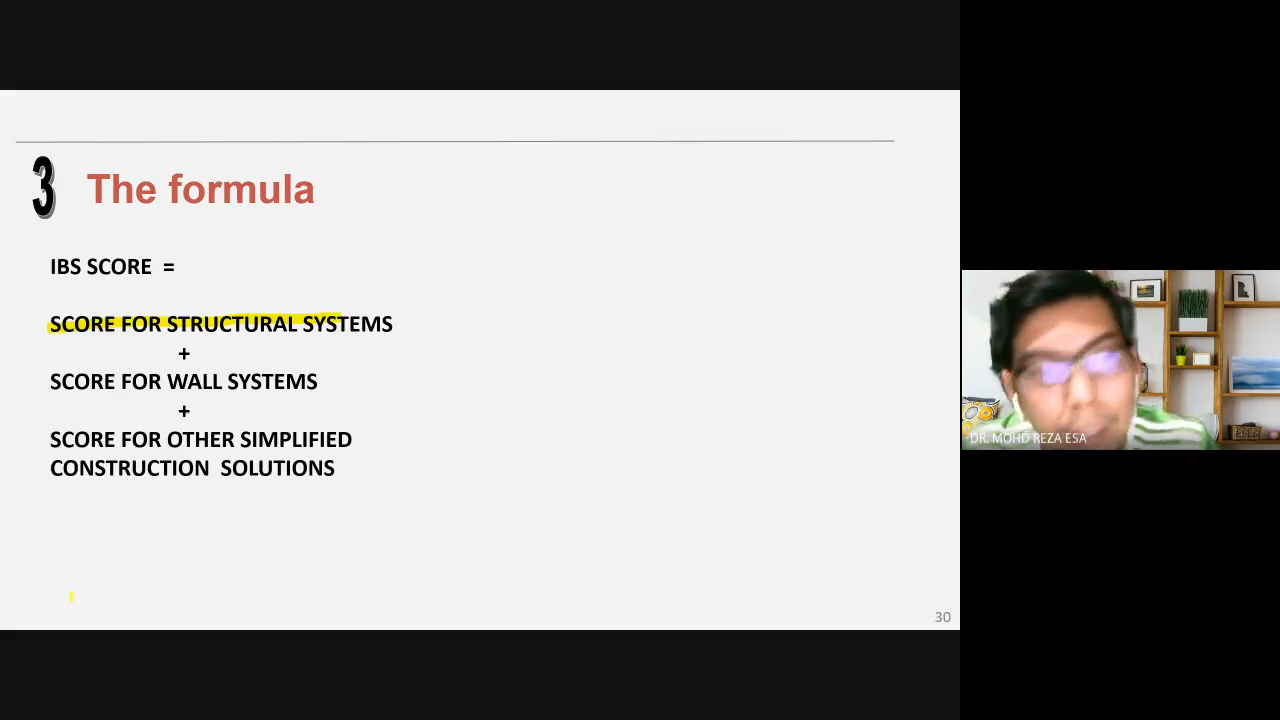 3 The formula
IBS SCORE =
SCORE FOR STRUCTURAL SYSTEMS
+
SCORE FOR WALL SYSTEMS
+
SCORE FOR OTHER SIMPLIFIED
CONSTRUCTION SOLUTIONS
30
DR. MOHD REZA ESA